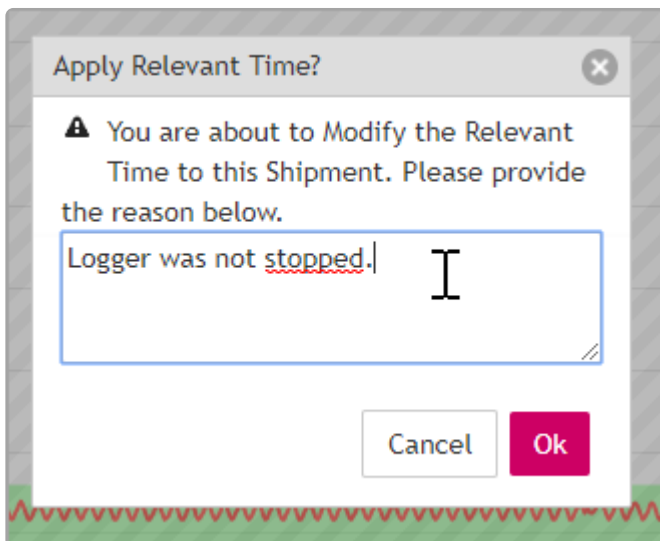 Apply Relevant Time?
You are about to Modify the Relevant
Time to this Shipment. Please provide
the reason below.
Logger was not stopped.
Cancel
Ok